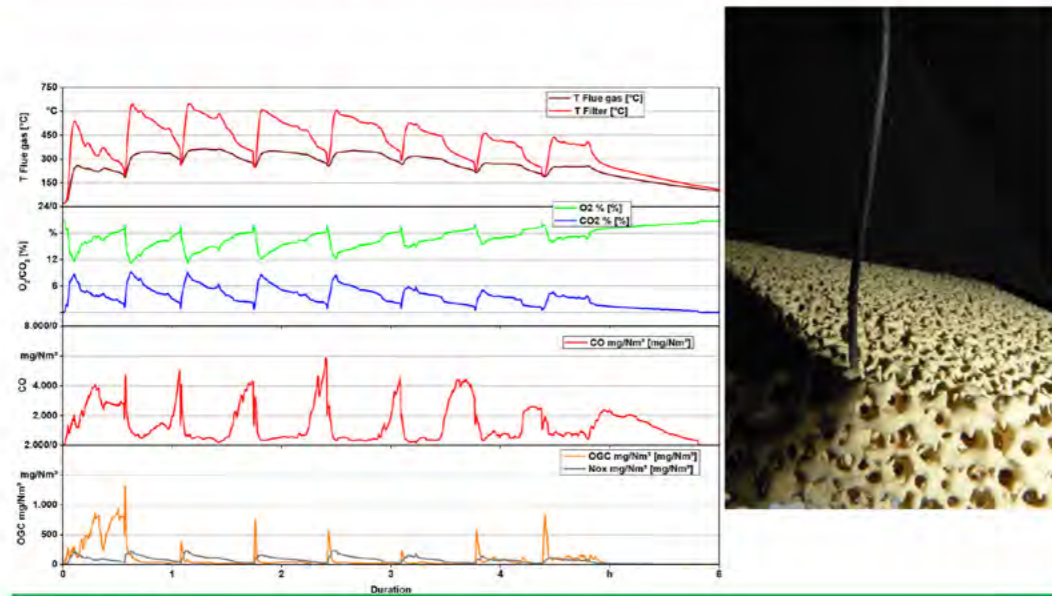 750
°C
450
300
150
24/0
T Flue gas [°C]
T Flue gas [°C]
T Filter [°C]
%
12
6
8.000/0
O₂/CO₂ [%]
O2 % [%]
CO2 % [%]
mg/Nm³
4.000
2.000
2.000/0
CO
CO mg/Nm³ [mg/Nm³]
mg/Nm³
1.000
500
0
OGC mg/Nm³
OGC mg/Nm³ [mg/Nm³]
Nox mg/Nm³ [mg/Nm³]
0 1 2 3 4 h 6
Duration